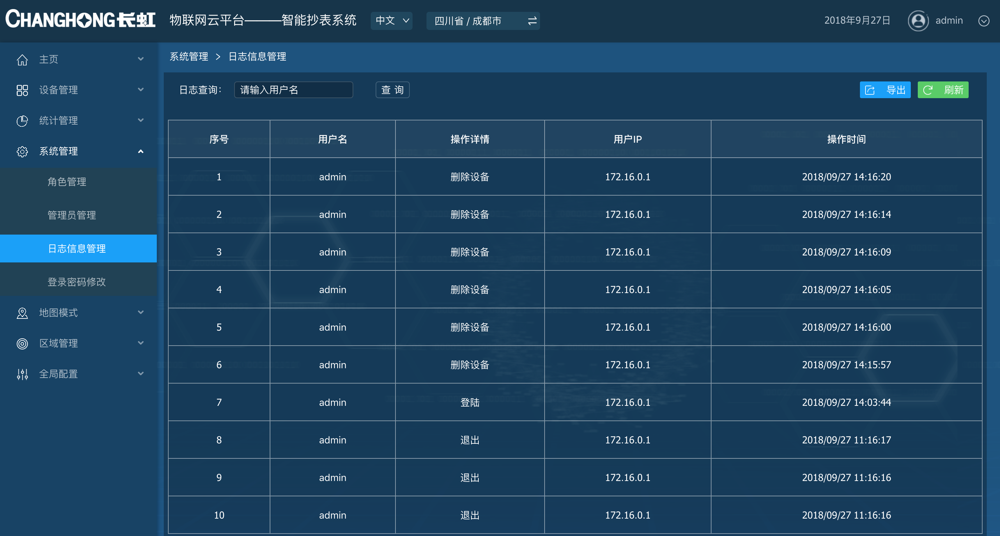 CHANGHONG长虹
物联网云平台———智能抄表系统
中文
四川省 / 成都市
2018年9月27日
admin
主页
设备管理
统计管理
系统管理
角色管理
管理员管理
日志信息管理
登录密码修改
地图模式
区域管理
全局配置
系统管理 > 日志信息管理
日志查询： 请输入用户名 查 询 导出 刷新
序号 用户名 操作详情 用户IP 操作时间
1 admin 删除设备 172.16.0.1 2018/09/27 14:16:20
2 admin 删除设备 172.16.0.1 2018/09/27 14:16:14
3 admin 删除设备 172.16.0.1 2018/09/27 14:16:09
4 admin 删除设备 172.16.0.1 2018/09/27 14:16:05
5 admin 删除设备 172.16.0.1 2018/09/27 14:16:00
6 admin 删除设备 172.16.0.1 2018/09/27 14:15:57
7 admin 登陆 172.16.0.1 2018/09/27 14:03:44
8 admin 退出 172.16.0.1 2018/09/27 11:16:17
9 admin 退出 172.16.0.1 2018/09/27 11:16:16
10 admin 退出 172.16.0.1 2018/09/27 11:16:16